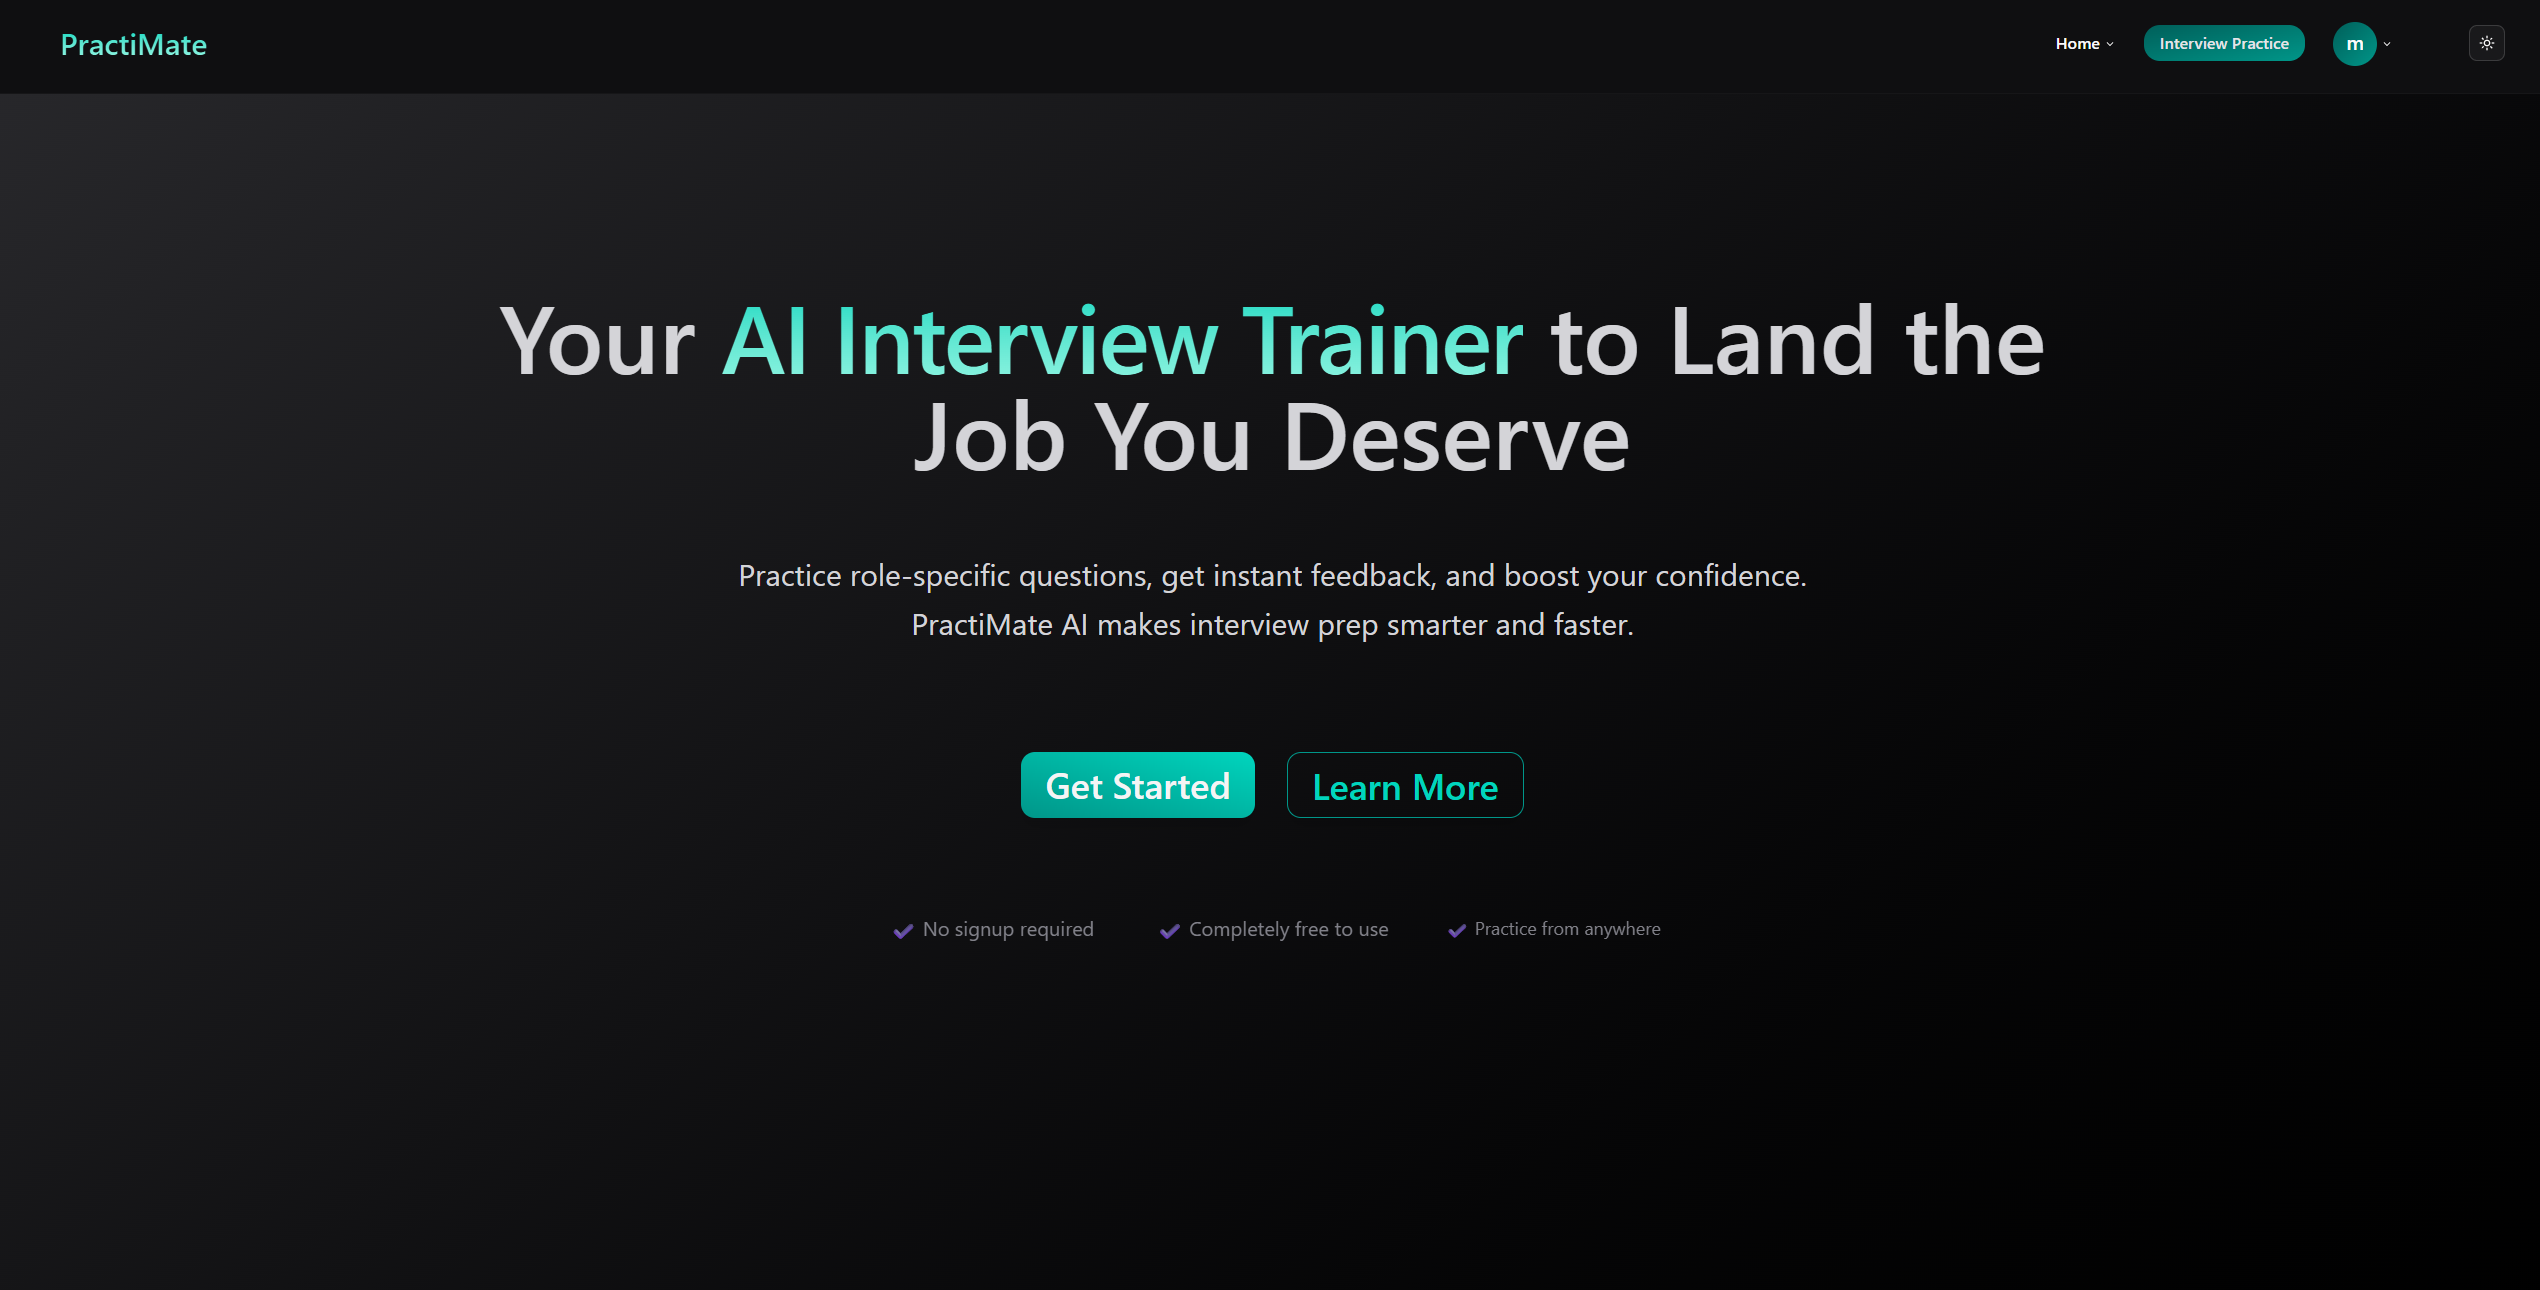 PractiMate
Home
Interview Practice
m
Your AI Interview Trainer to Land the
Job You Deserve
Practice role-specific questions, get instant feedback, and boost your confidence.
PractiMate AI makes interview prep smarter and faster.
Get Started
Learn More
No signup required
Completely free to use
Practice from anywhere